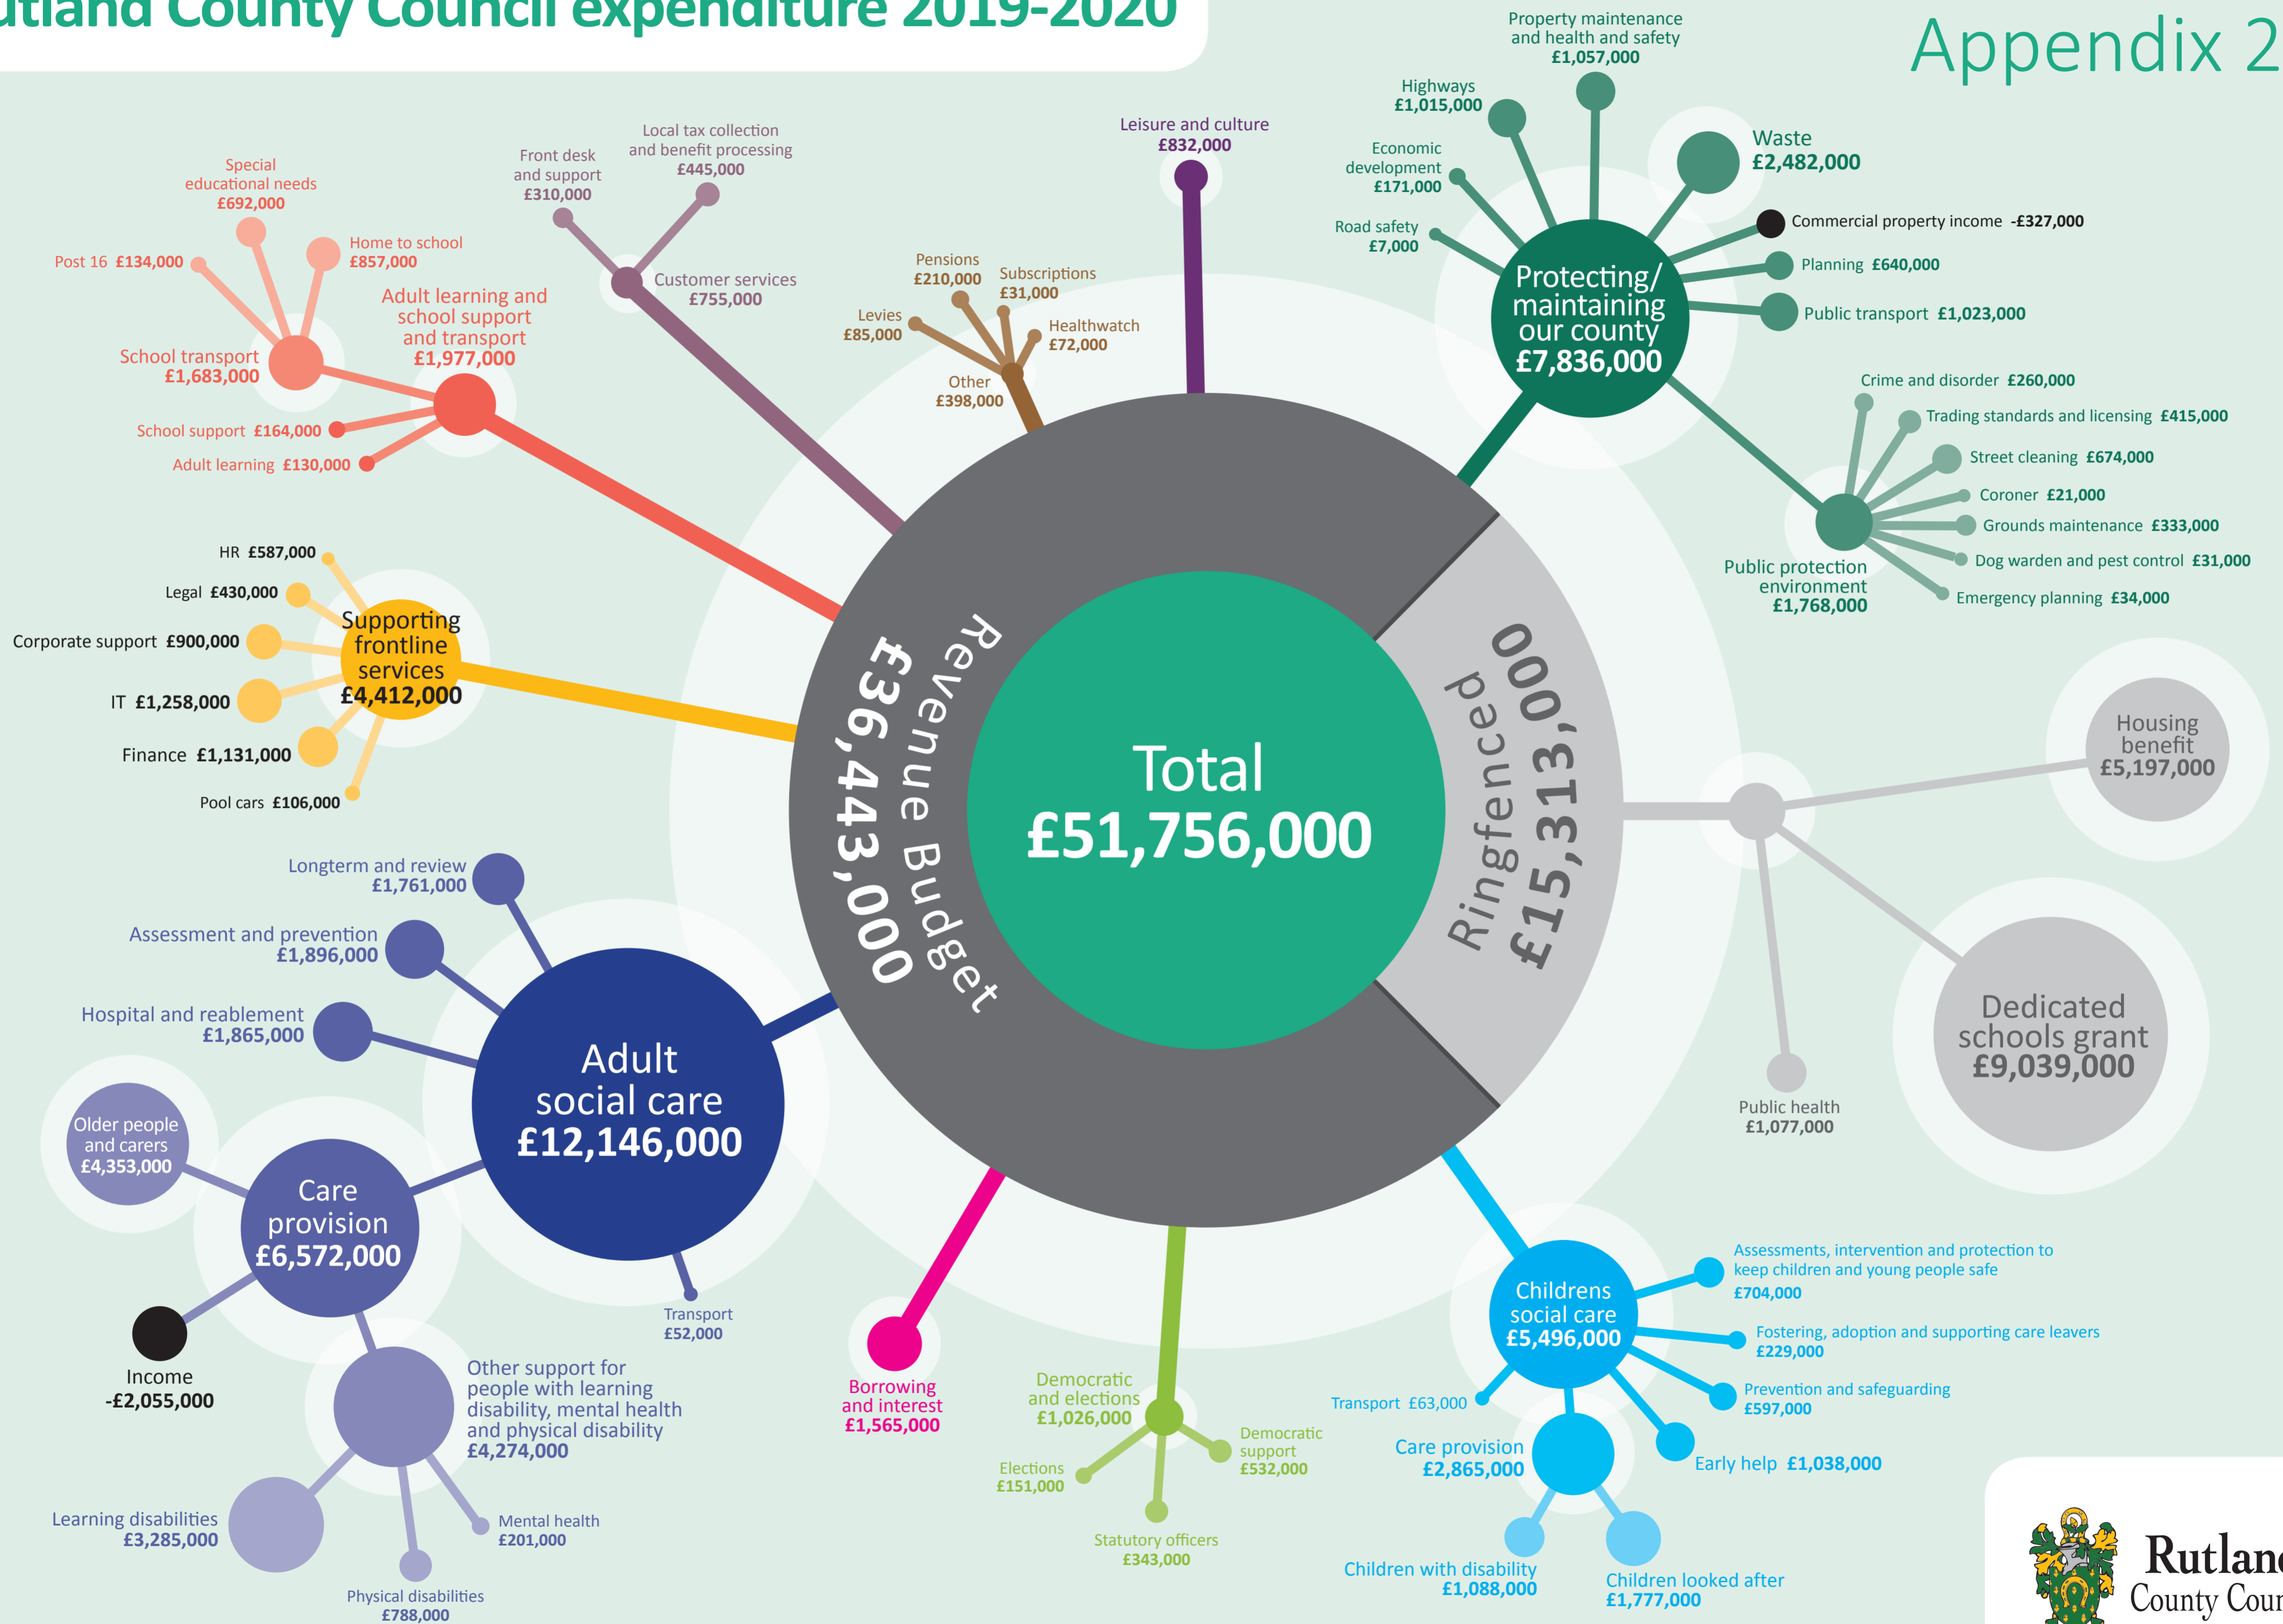 utland County Council expenditure 2019-2020
Appendix 2
Property maintenance
and health and safety
£1,057,000
Highways
£1,015,000
Economic
development
£171,000
Road safety
£7,000
Waste
£2,482,000
Commercial property income -£327,000
Planning £640,000
Public transport £1,023,000
Protecting/
maintaining
our county
£7,836,000
Crime and disorder £260,000
Trading standards and licensing £415,000
Street cleaning £674,000
Coroner £21,000
Grounds maintenance £333,000
Dog warden and pest control £31,000
Emergency planning £34,000
Public protection
environment
£1,768,000
Leisure and culture
£832,000
Pensions
£210,000
Subscriptions
£31,000
Levies
£85,000
Healthwatch
£72,000
Other
£398,000
Local tax collection
and benefit processing
£445,000
Front desk
and support
£310,000
Customer services
£755,000
Special
educational needs
£692,000
Post 16 £134,000
Home to school
£857,000
Adult learning and
school support
and transport
£1,977,000
School transport
£1,683,000
School support £164,000
Adult learning £130,000
HR £587,000
Legal £430,000
Corporate support £900,000
IT £1,258,000
Finance £1,131,000
Pool cars £106,000
Supporting
frontline
services
£4,412,000
Revenue Budget
£36,443,000
Total
£51,756,000
Ringfenced
£15,313,000
Housing
benefit
£5,197,000
Dedicated
schools grant
£9,039,000
Public health
£1,077,000
Longterm and review
£1,761,000
Assessment and prevention
£1,896,000
Hospital and reablement
£1,865,000
Adult
social care
£12,146,000
Older people
and carers
£4,353,000
Care
provision
£6,572,000
Income
-£2,055,000
Transport
£52,000
Other support for
people with learning
disability, mental health
and physical disability
£4,274,000
Learning disabilities
£3,285,000
Mental health
£201,000
Physical disabilities
£788,000
Borrowing
and interest
£1,565,000
Democratic
and elections
£1,026,000
Elections
£151,000
Democratic
support
£532,000
Statutory officers
£343,000
Childrens
social care
£5,496,000
Assessments, intervention and protection to
keep children and young people safe
£704,000
Fostering, adoption and supporting care leavers
£229,000
Prevention and safeguarding
£597,000
Early help £1,038,000
Transport £63,000
Care provision
£2,865,000
Children with disability
£1,088,000
Children looked after
£1,777,000
Rutlan
County Coun